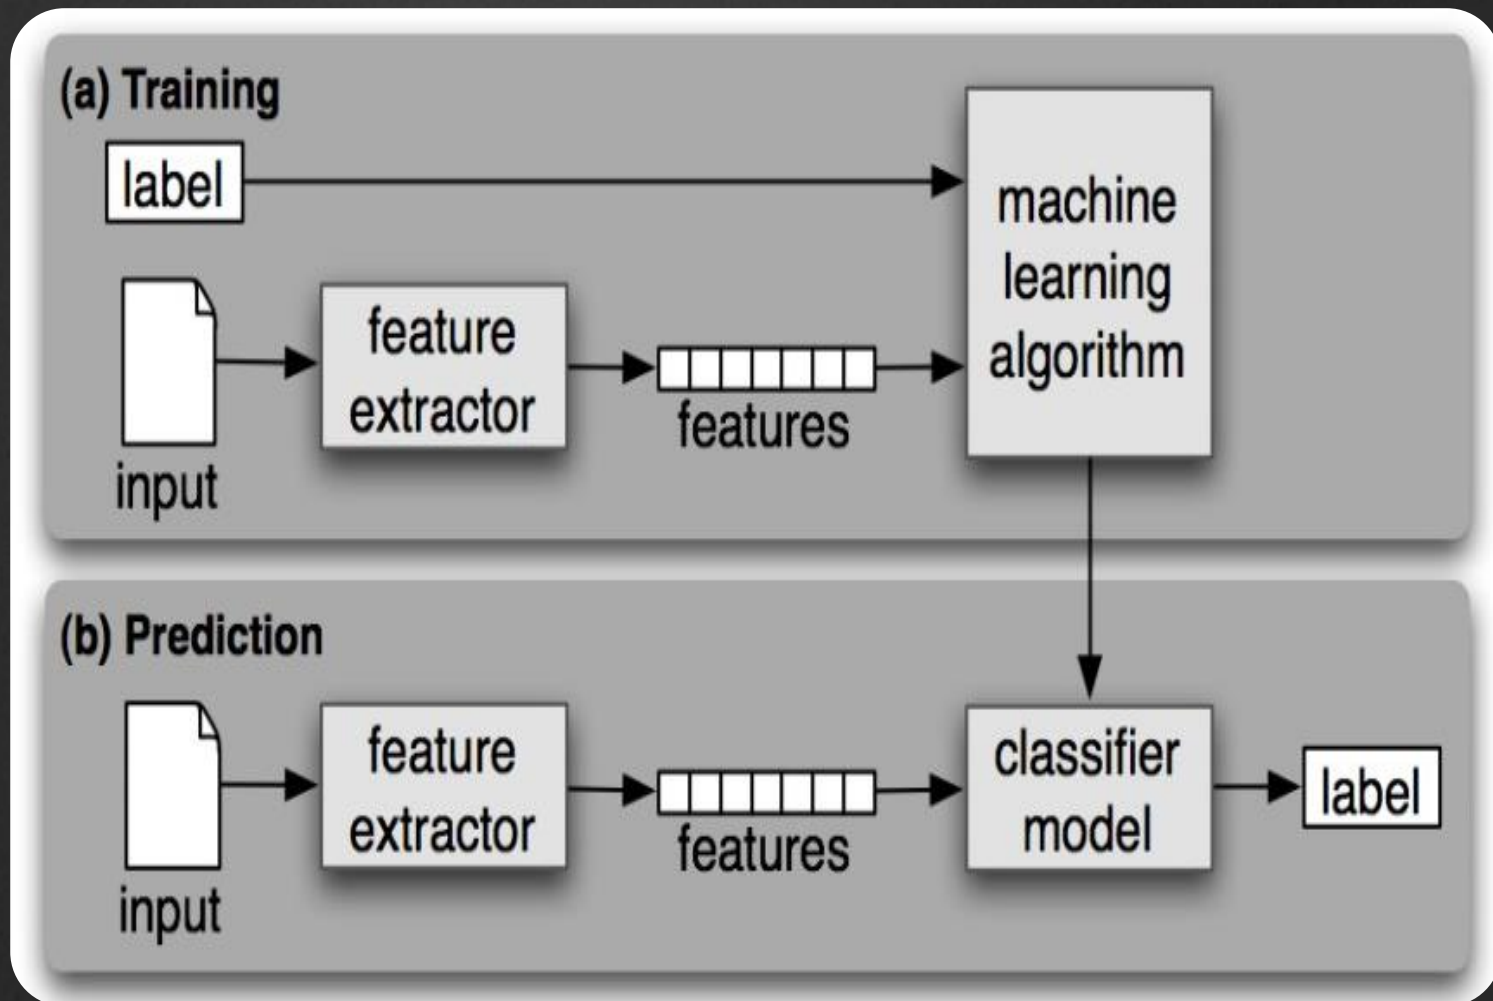 (a) Training
label
machine
learning
algorithm
feature
extractor
features
input
(b) Prediction
feature
extractor
features
classifier
model
label
input